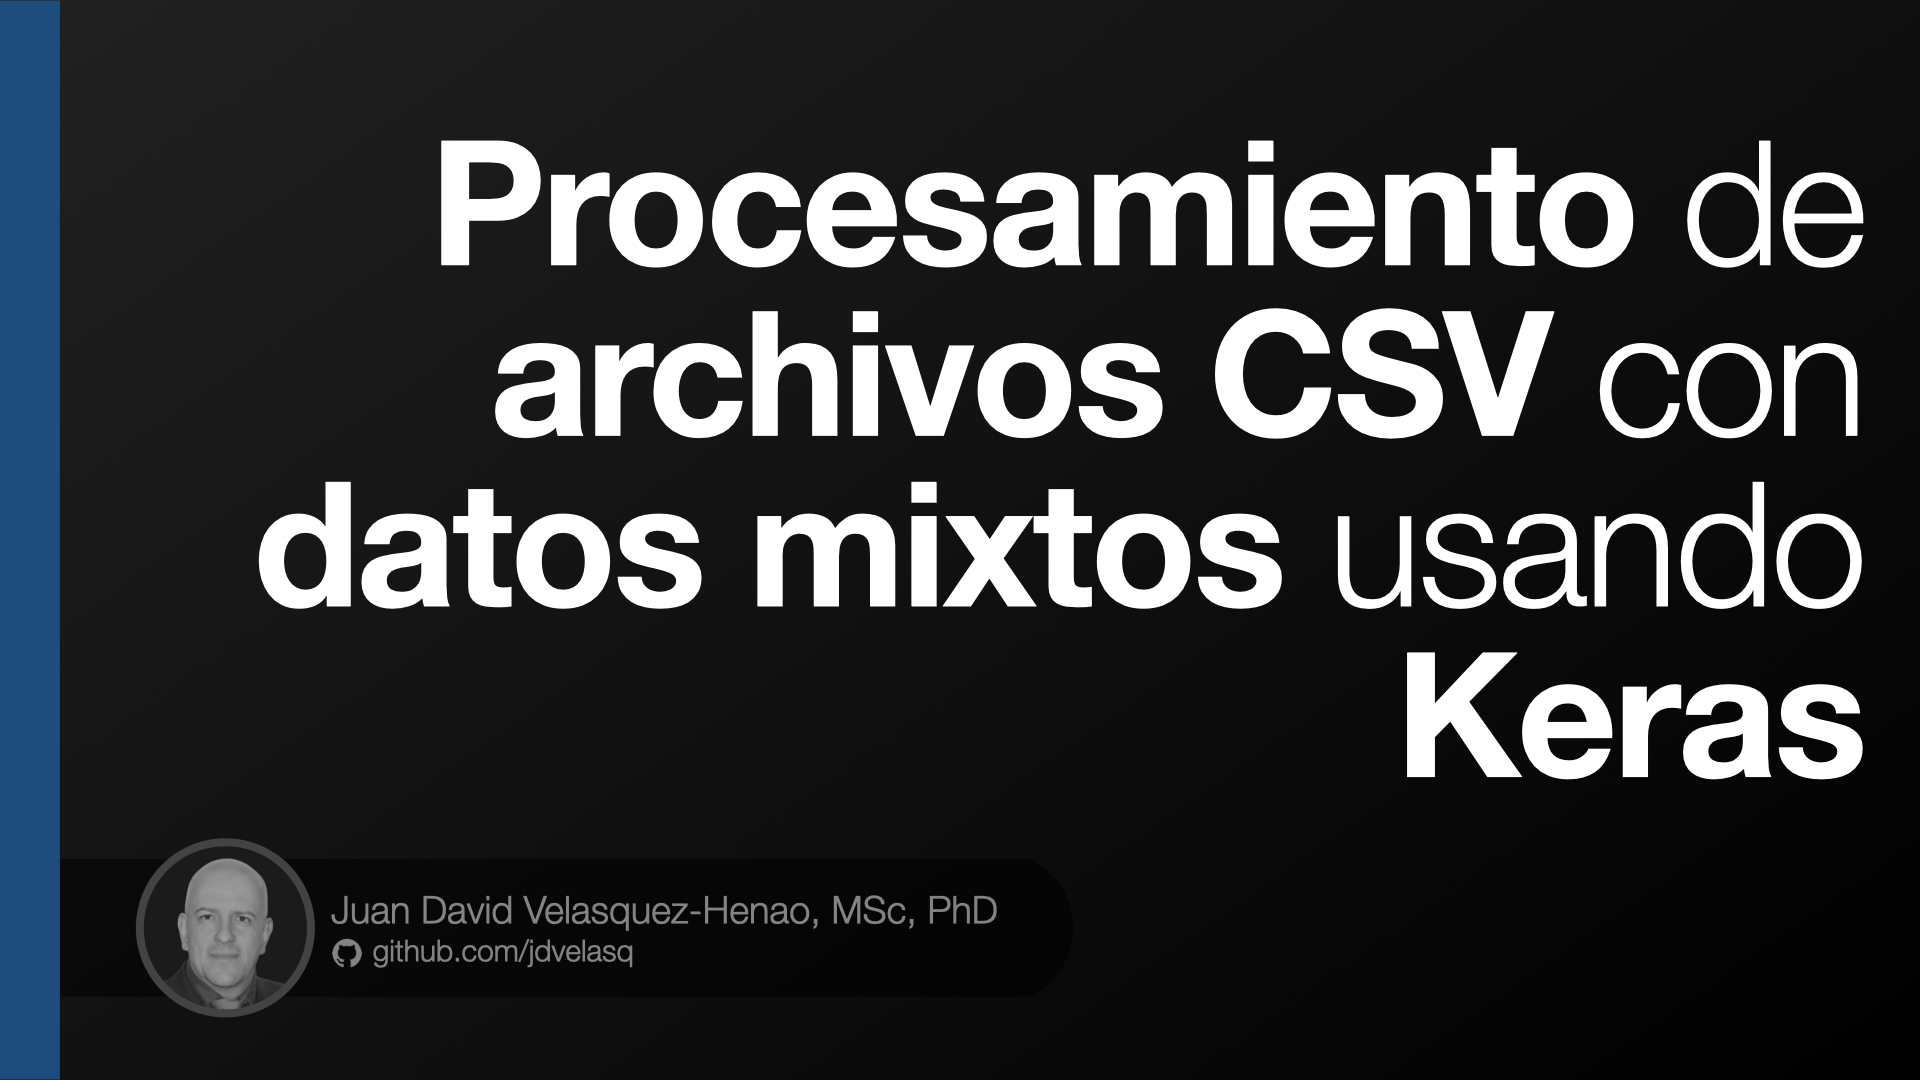 Procesamiento de
archivos CSV con
datos mixtos usando
Keras
Juan David Velasquez-Henao, MSc, PhD
github.com/jdvelasq